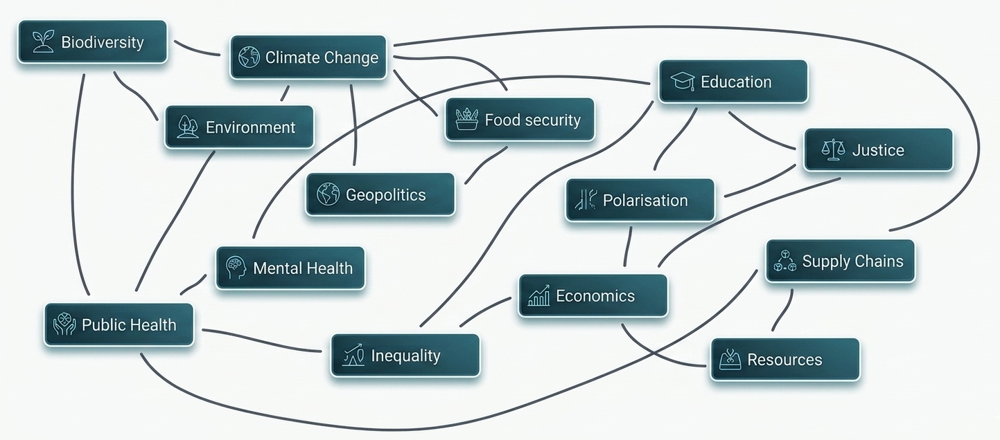 Biodiversity
Climate Change
Education
Environment
Food security
Justice
Geopolitics
Polarisation
Mental Health
Supply Chains
Economics
Public Health
Inequality
Resources